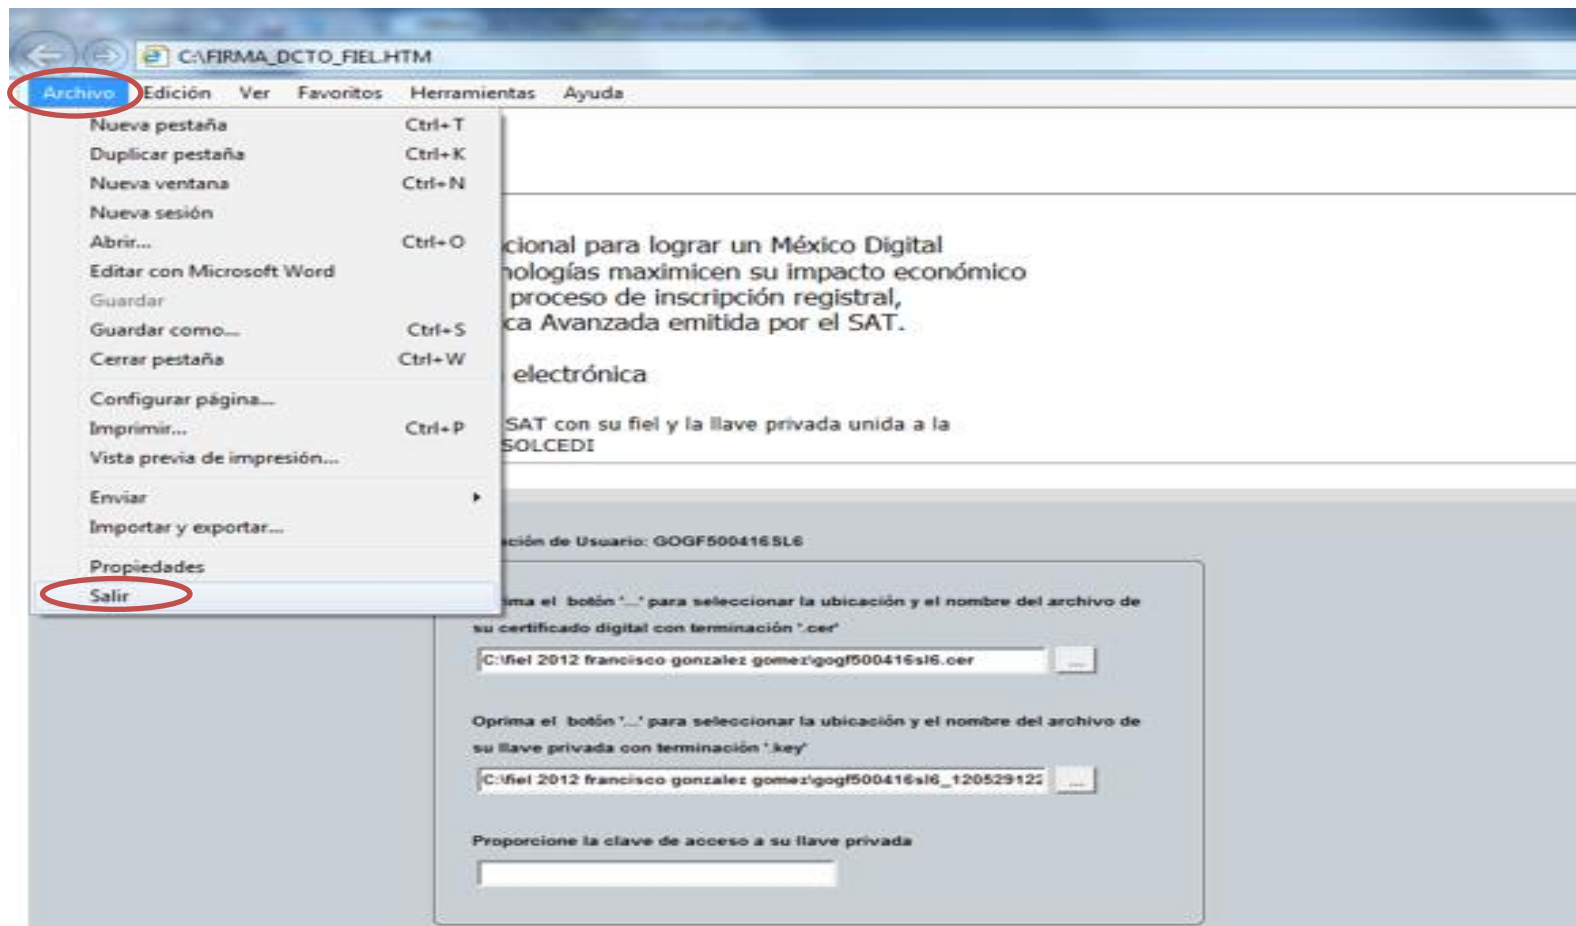 C:\FIRMA_DCTO_FIEL.HTM
Archivo Edición Ver Favoritos Herramientas Ayuda
Nueva pestaña Ctrl+T
Duplicar pestaña Ctrl+K
Nueva ventana Ctrl+N
Nueva sesión
Abrir... Ctrl+O
Editar con Microsoft Word
Guardar
Guardar como... Ctrl+S
Cerrar pestaña Ctrl+W
Configurar página...
Imprimir... Ctrl+P
Vista previa de impresión...
Enviar
Importar y exportar...
Propiedades
Salir
cional para lograr un México Digital
nologías maximicen su impacto económico
proceso de inscripción registral,
ca Avanzada emitida por el SAT.
electrónica
SAT con su fiel y la llave privada unida a la
SOLCEDI
ción de Usuario: GOGF500416SL6
ima el botón '...' para seleccionar la ubicación y el nombre del archivo de
su certificado digital con terminación '.cer'
C:\fiel 2012 francisco gonzalez gomez\gogf500416sl6.cer ...
Oprima el botón '...' para seleccionar la ubicación y el nombre del archivo de
su llave privada con terminación '.key'
C:\fiel 2012 francisco gonzalez gomez\gogf500416sl6_120529122 ...
Proporcione la clave de acceso a su llave privada